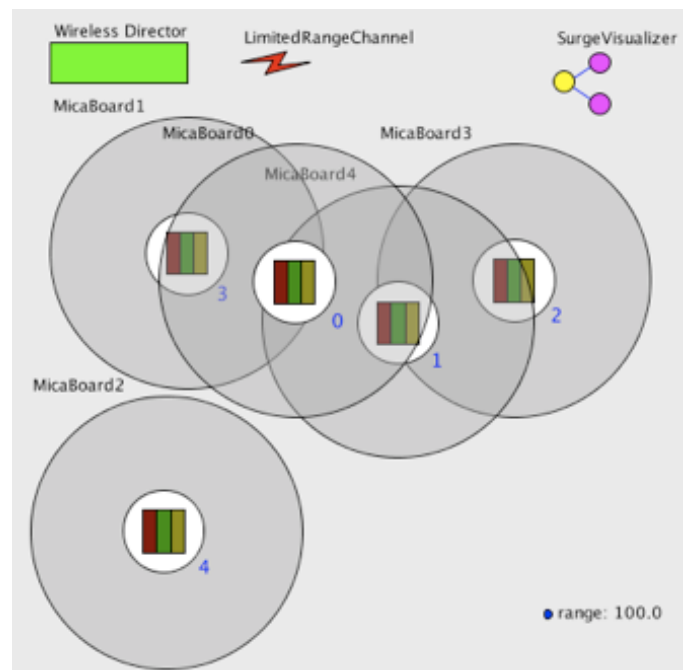 Wireless Director
LimitedRangeChannel
SurgeVisualizer
MicaBoard1
MicaBoard0
MicaBoard3
MicaBoard4
3
0
2
1
MicaBoard2
4
range: 100.0